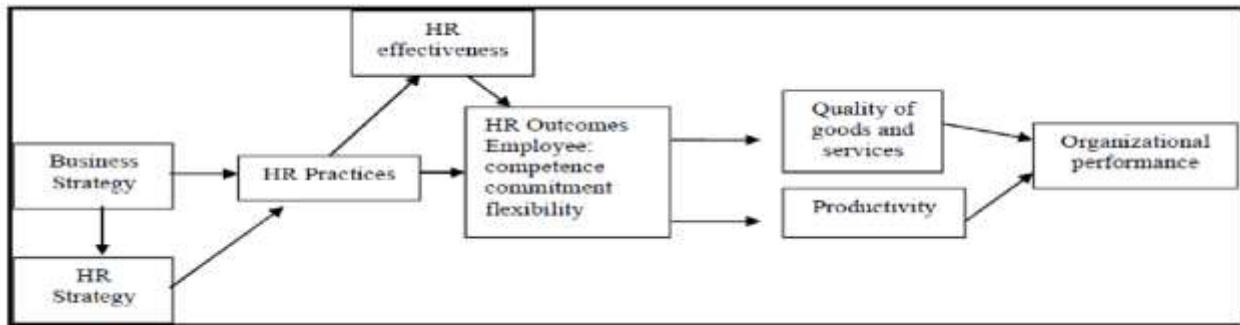 HR
effectiveness
Business
Strategy
HR
Strategy
HR Practices
HR Outcomes
Employee:
competence
commitment
flexibility
Quality of
goods and
services
Productivity
Organizational
performance